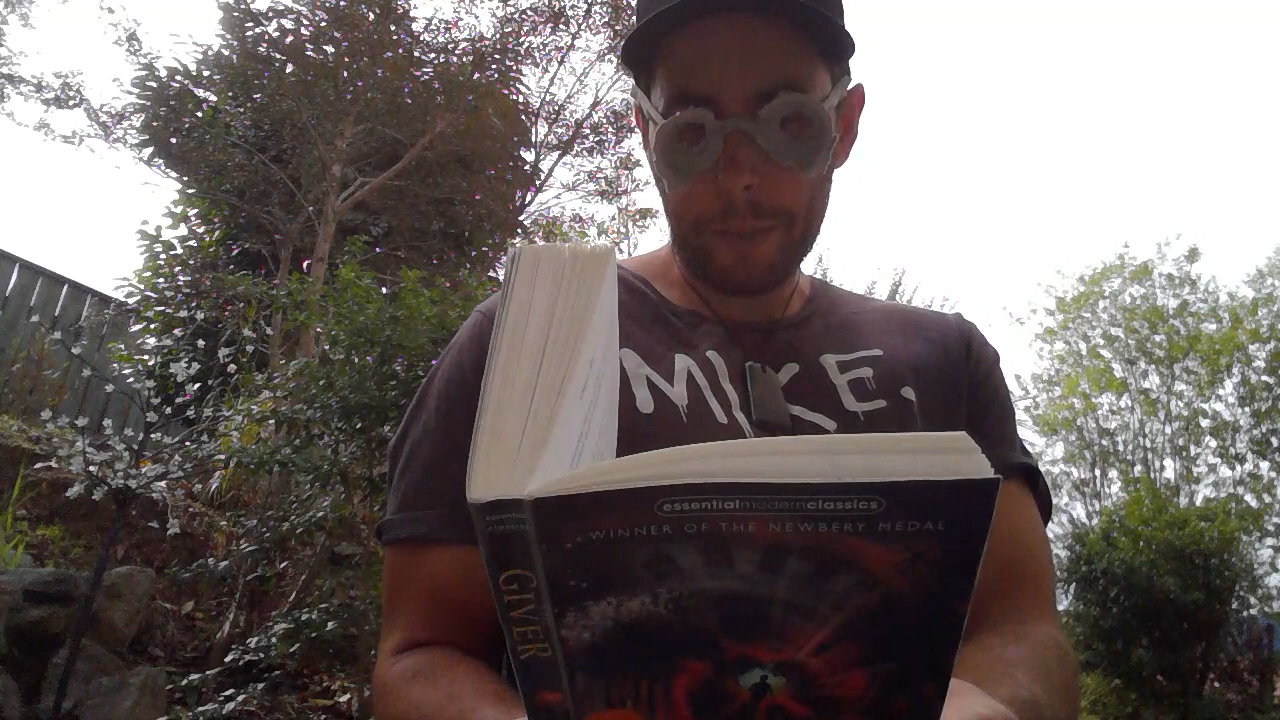 MIKE.
essentialmodernclassics
WINNER OF THE NEWBERY MEDAL
GIVER